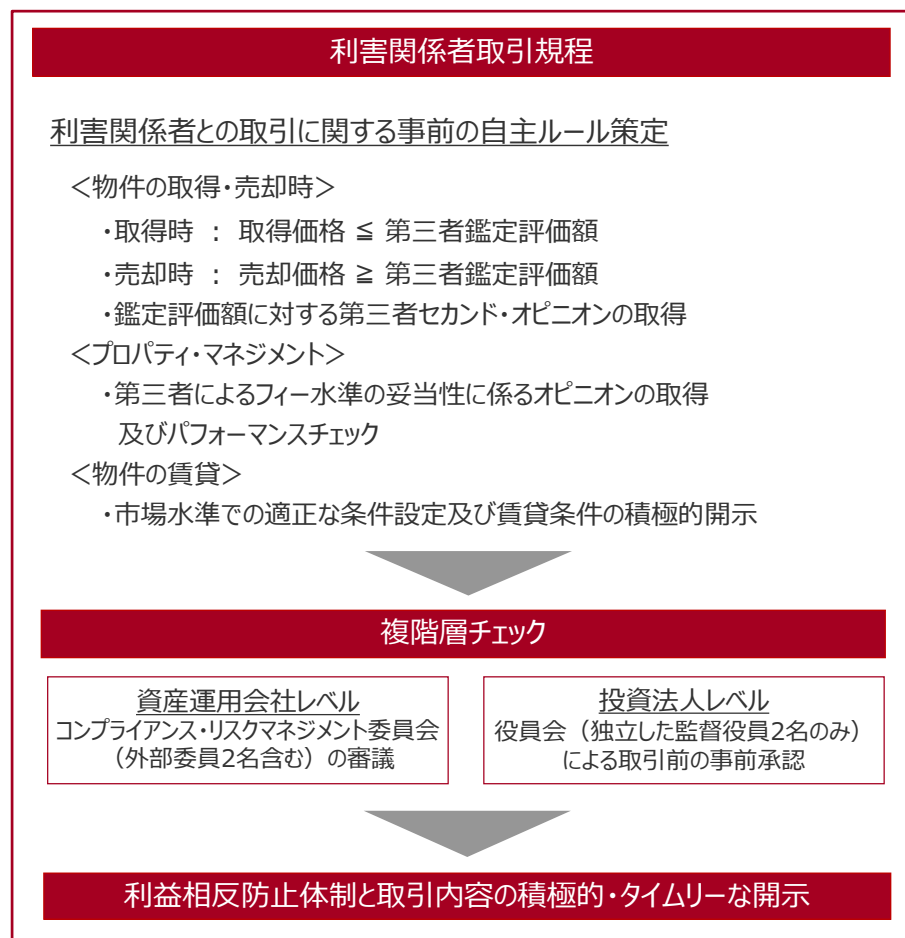 利害関係者取引規程
利害関係者との取引に関する事前の自主ルール策定
＜物件の取得・売却時＞
・取得時 ： 取得価格 ≦ 第三者鑑定評価額
・売却時 ： 売却価格 ≧ 第三者鑑定評価額
・鑑定評価額に対する第三者セカンド・オピニオンの取得
＜プロパティ・マネジメント＞
・第三者によるフィー水準の妥当性に係るオピニオンの取得
及びパフォーマンスチェック
＜物件の賃貸＞
・市場水準での適正な条件設定及び賃貸条件の積極的開示
複階層チェック
資産運用会社レベル
コンプライアンス・リスクマネジメント委員会
（外部委員2名含む）の審議
投資法人レベル
役員会（独立した監督役員2名のみ）
による取引前の事前承認
利益相反防止体制と取引内容の積極的・タイムリーな開示